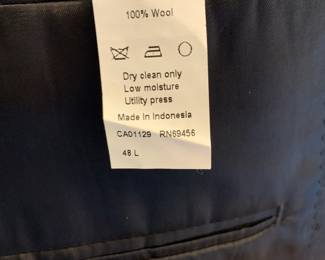 100% Wool
Dry clean only
Low moisture
Utility press
Made In Indonesia
CA01129 RN69456
48 L